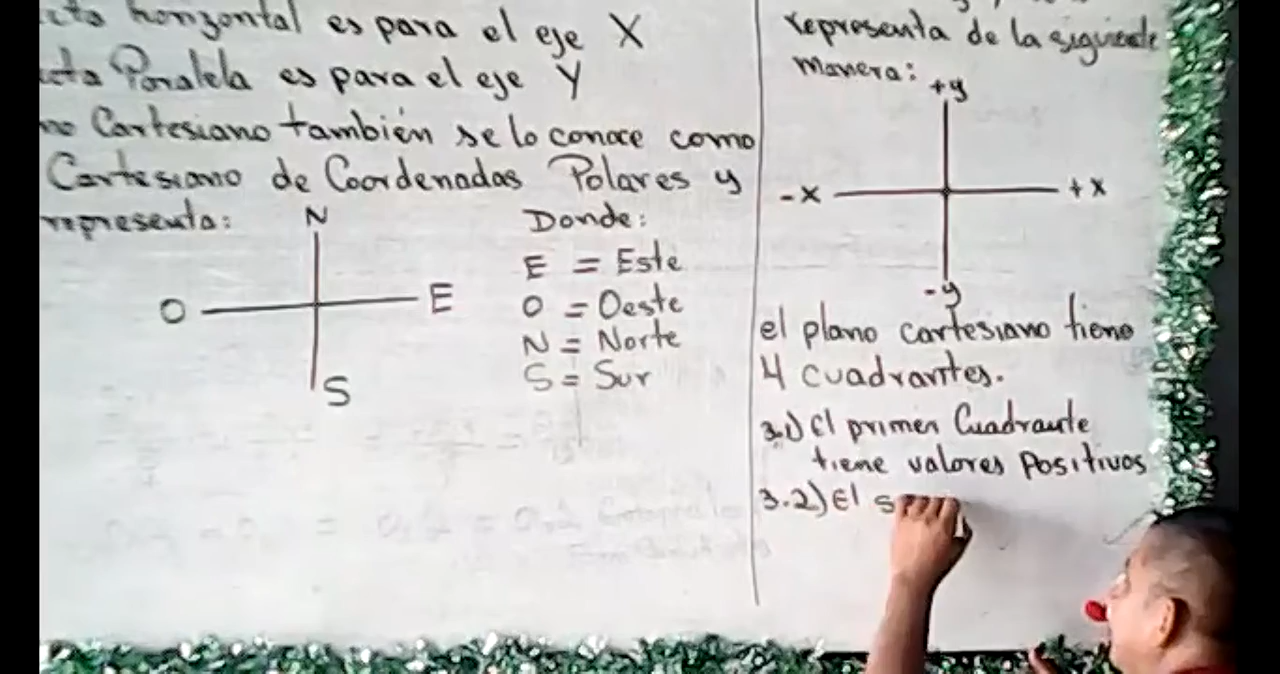 horizontal es para el eje X
Paralela es para el eje Y
Cartesiano también se lo conoce como
Cartesiano de Coordenadas Polares y
representa:
N
O
E
S
Donde:
E = Este
O = Oeste
N = Norte
S = Sur
representa de la siguiente
manera:
+y
-x
+x
-y
el plano cartesiano tiene
4 cuadrantes.
3.1) El primer Cuadrante
tiene valores Positivos
3.2) El